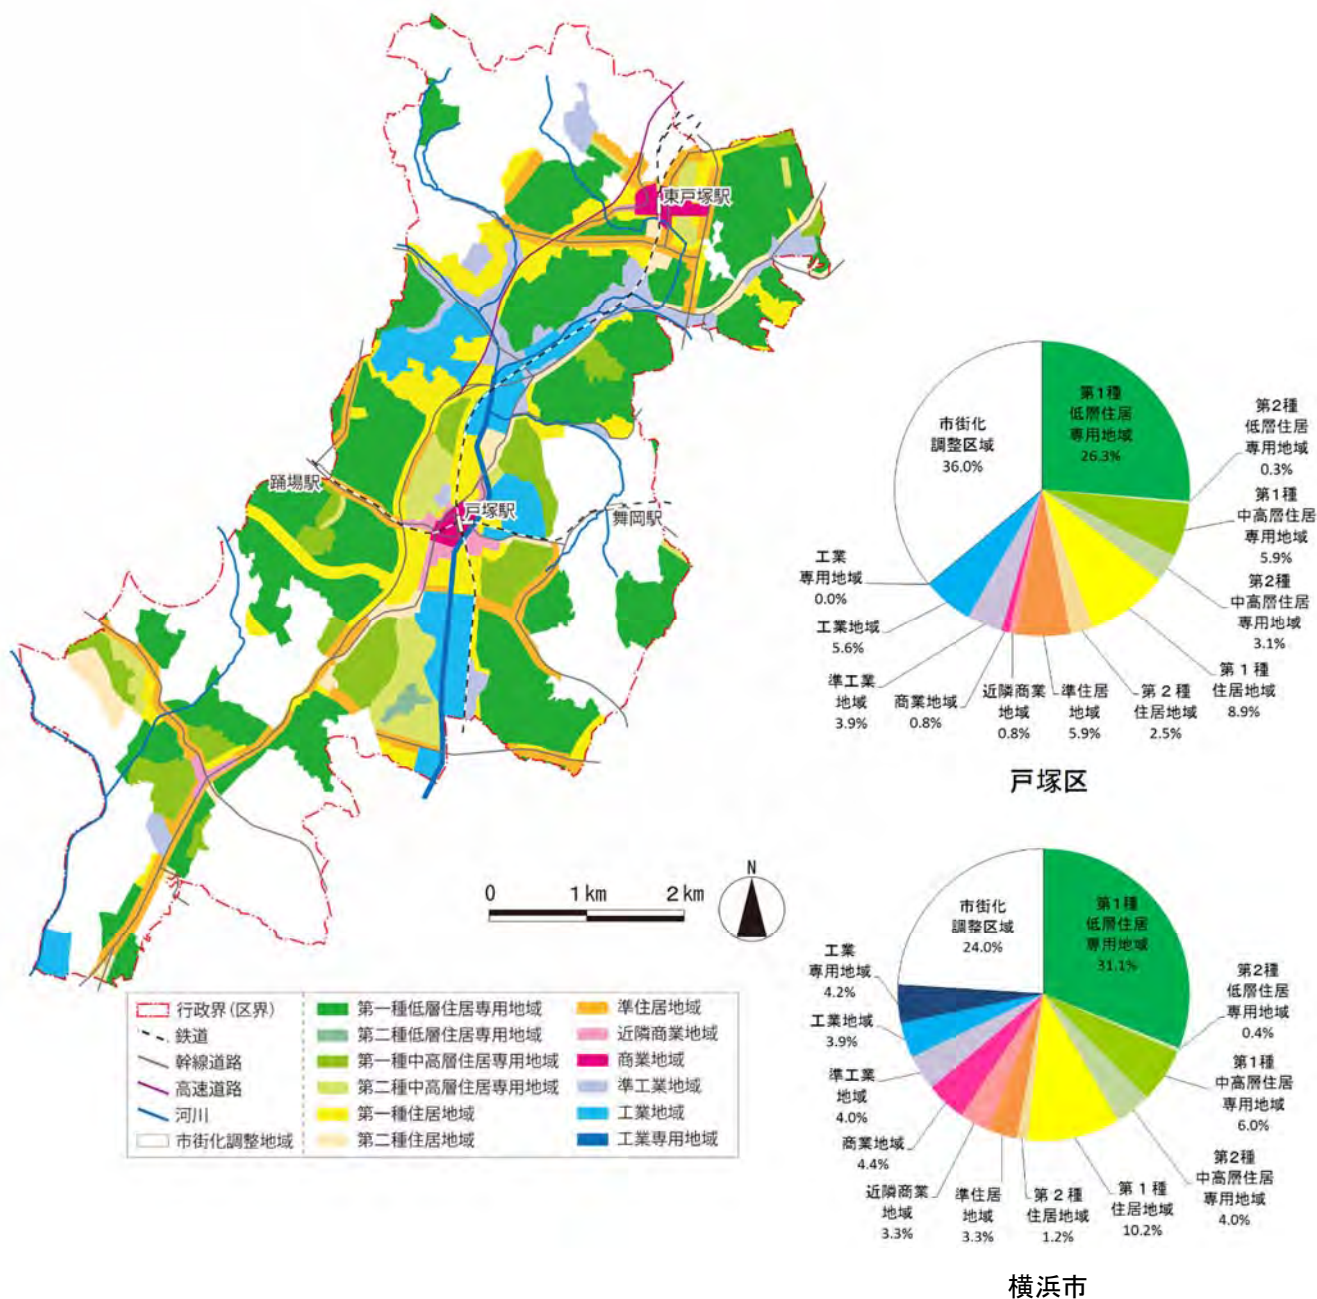 東戸塚駅
踊場駅
戸塚駅
舞岡駅
0 1km 2km
N
行政界(区界)
鉄道
幹線道路
高速道路
河川
市街化調整地域
第一種低層住居専用地域
第二種低層住居専用地域
第一種中高層住居専用地域
第二種中高層住居専用地域
第一種住居地域
第二種住居地域
準住居地域
近隣商業地域
商業地域
準工業地域
工業地域
工業専用地域
第1種
低層住居
専用地域
26.3%
第2種
低層住居
専用地域
0.3%
第1種
中高層住居
専用地域
5.9%
第2種
中高層住居
専用地域
3.1%
第1種
住居地域
8.9%
第2種
住居地域
2.5%
準住居
地域
5.9%
近隣商業
地域
0.8%
商業地域
0.8%
準工業
地域
3.9%
工業地域
5.6%
工業
専用地域
0.0%
市街化
調整区域
36.0%
戸塚区
第1種
低層住居
専用地域
31.1%
第2種
低層住居
専用地域
0.4%
第1種
中高層住居
専用地域
6.0%
第2種
中高層住居
専用地域
4.0%
第1種
住居地域
10.2%
第2種
住居地域
1.2%
準住居
地域
3.3%
近隣商業
地域
3.3%
商業地域
4.4%
準工業
地域
4.0%
工業地域
3.9%
工業
専用地域
4.2%
市街化
調整区域
24.0%
横浜市